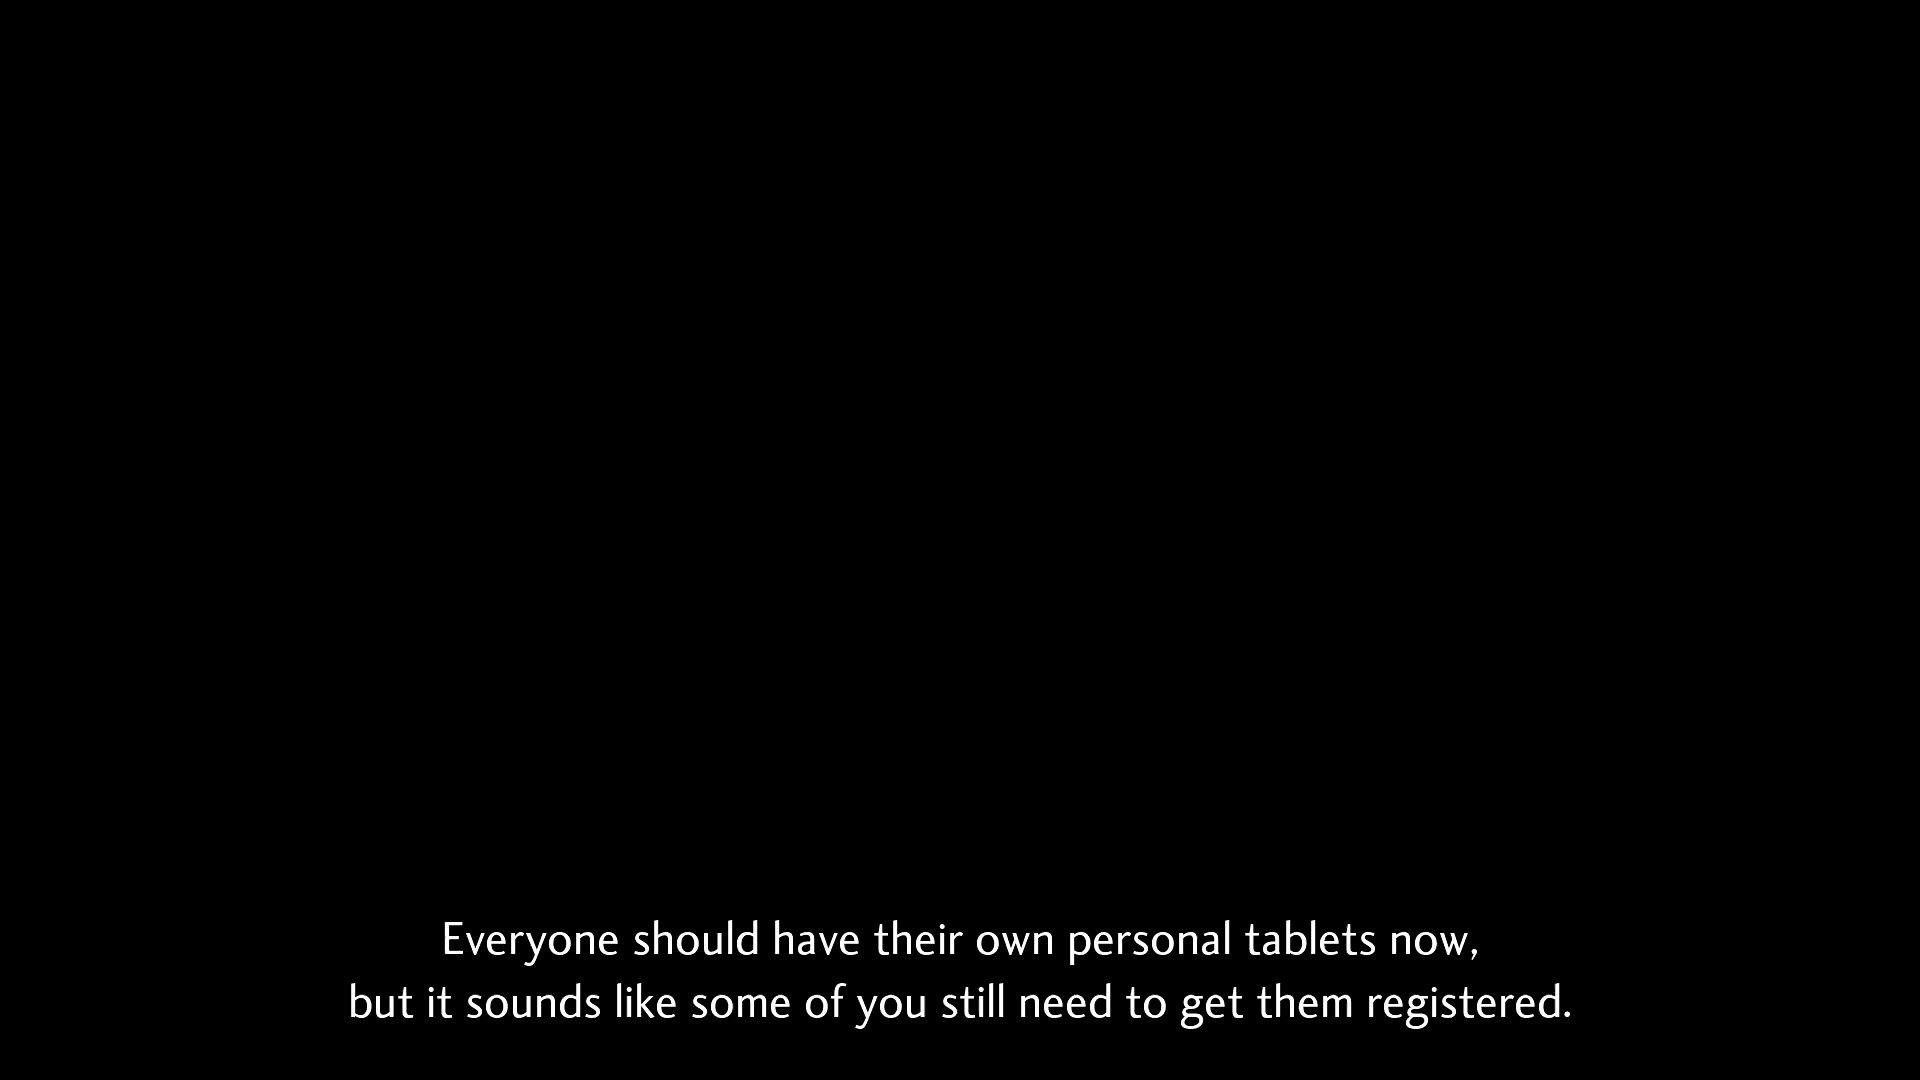 Everyone should have their own personal tablets now,
but it sounds like some of you still need to get them registered.